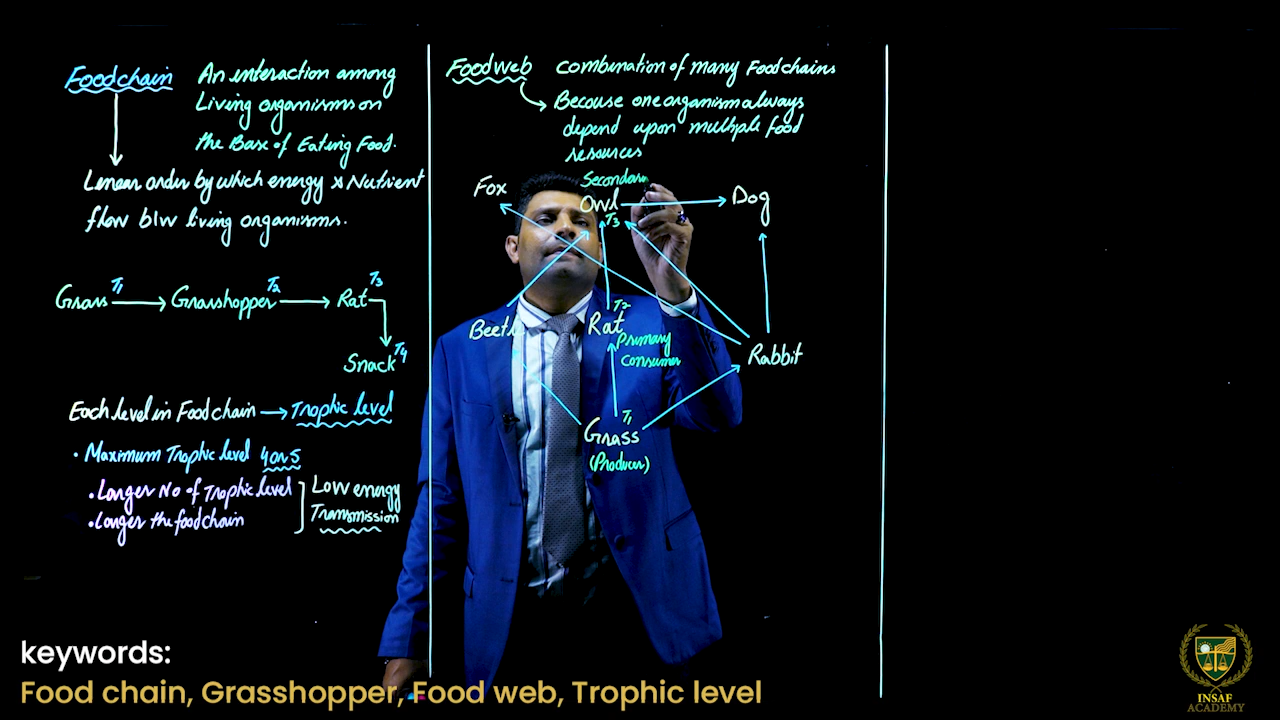 Foodchain
An interaction among
Living organisms on
the Base of Eating Food.
Linear order by which energy & Nutrient
flow b/w living organisms.
Grass T1 → Grasshopper T2 → Rat T3
Snack T4
Each level in Foodchain → Trophic level
• Maximum Trophic level 4 or 5
• Longer No of Trophic level
• Longer the foodchain
Low energy
Transmission
Foodweb
Combination of many Foodchains
Becouse one organism always
depend upon multple food
resources
Secondary
Fox
Owl
T3
Dog
Beetl
Rat T2
Primary
Consumer
Rabbit
T1
Grass
(Producer)
keywords:
Food chain, Grasshopper, Food web, Trophic level
INSAF
ACADEMY